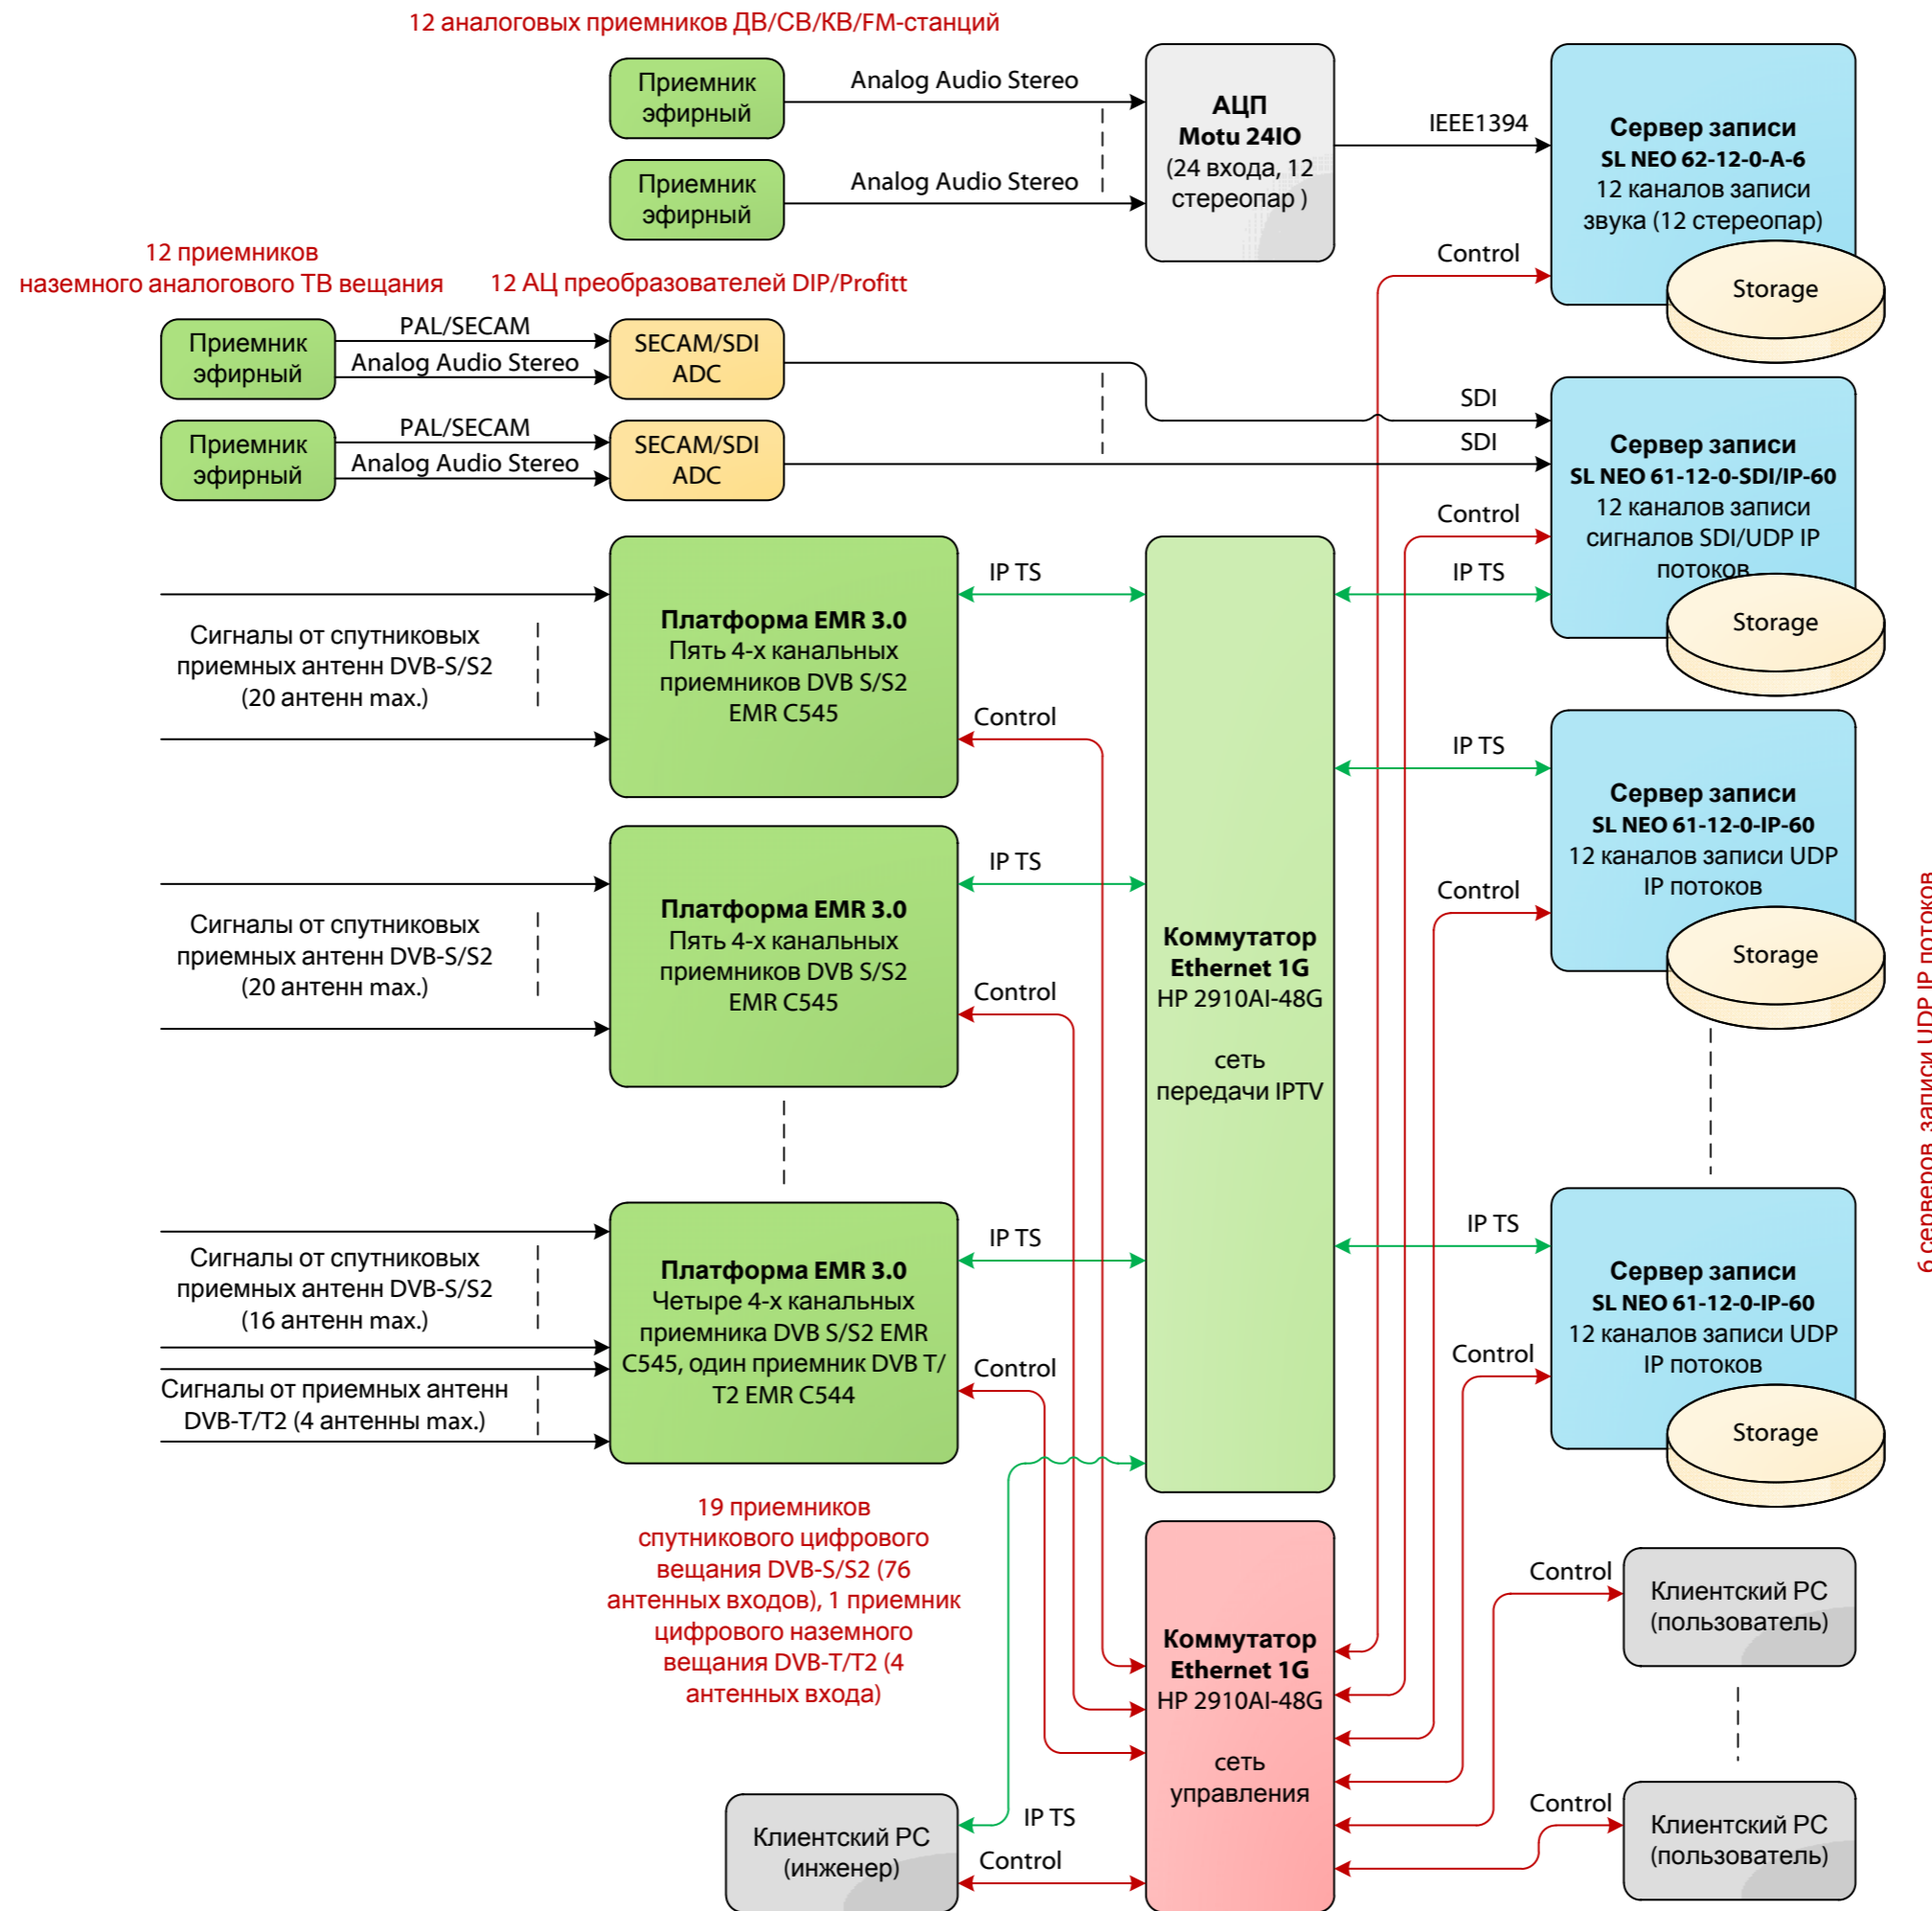 12 аналоговых приемников ДВ/СВ/КВ/FM-станций
Приемник
эфирный
Analog Audio Stereo
Приемник
эфирный
Analog Audio Stereo
АЦП
Motu 24IO
(24 входа, 12
стереопар )
IEEE1394
Сервер записи
SL NEO 62-12-0-A-6
12 каналов записи
звука (12 стереопар)
Control
Storage
12 приемников
наземного аналогового ТВ вещания
12 АЦ преобразователей DIP/Profitt
Приемник
эфирный
PAL/SECAM
Analog Audio Stereo
SECAM/SDI
ADC
Приемник
эфирный
PAL/SECAM
Analog Audio Stereo
SECAM/SDI
ADC
SDI
SDI
Сервер записи
SL NEO 61-12-0-SDI/IP-60
12 каналов записи
сигналов SDI/UDP IP
потоков
Control
IP TS
Storage
Сигналы от спутниковых
приемных антенн DVB-S/S2
(20 антенн max.)
Платформа EMR 3.0
Пять 4-х канальных
приемников DVB S/S2
EMR C545
IP TS
Control
IP TS
Сервер записи
SL NEO 61-12-0-IP-60
12 каналов записи UDP
IP потоков
Control
Storage
Сигналы от спутниковых
приемных антенн DVB-S/S2
(20 антенн max.)
Платформа EMR 3.0
Пять 4-х канальных
приемников DVB S/S2
EMR C545
IP TS
Control
Коммутатор
Ethernet 1G
HP 2910AI-48G
сеть
передачи IPTV
6 серверов записи UDP IP потоков
Сигналы от спутниковых
приемных антенн DVB-S/S2
(16 антенн max.)
Сигналы от приемных антенн
DVB-T/T2 (4 антенны max.)
Платформа EMR 3.0
Четыре 4-х канальных
приемника DVB S/S2 EMR
C545, один приемник DVB T/
T2 EMR C544
IP TS
Control
IP TS
Сервер записи
SL NEO 61-12-0-IP-60
12 каналов записи UDP
IP потоков
Control
Storage
19 приемников
спутникового цифрового
вещания DVB-S/S2 (76
антенных входов), 1 приемник
цифрового наземного
вещания DVB-T/T2 (4
антенных входа)
Коммутатор
Ethernet 1G
HP 2910AI-48G
сеть
управления
Control
Клиентский PC
(пользователь)
Control
Клиентский PC
(пользователь)
Клиентский PC
(инженер)
IP TS
Control